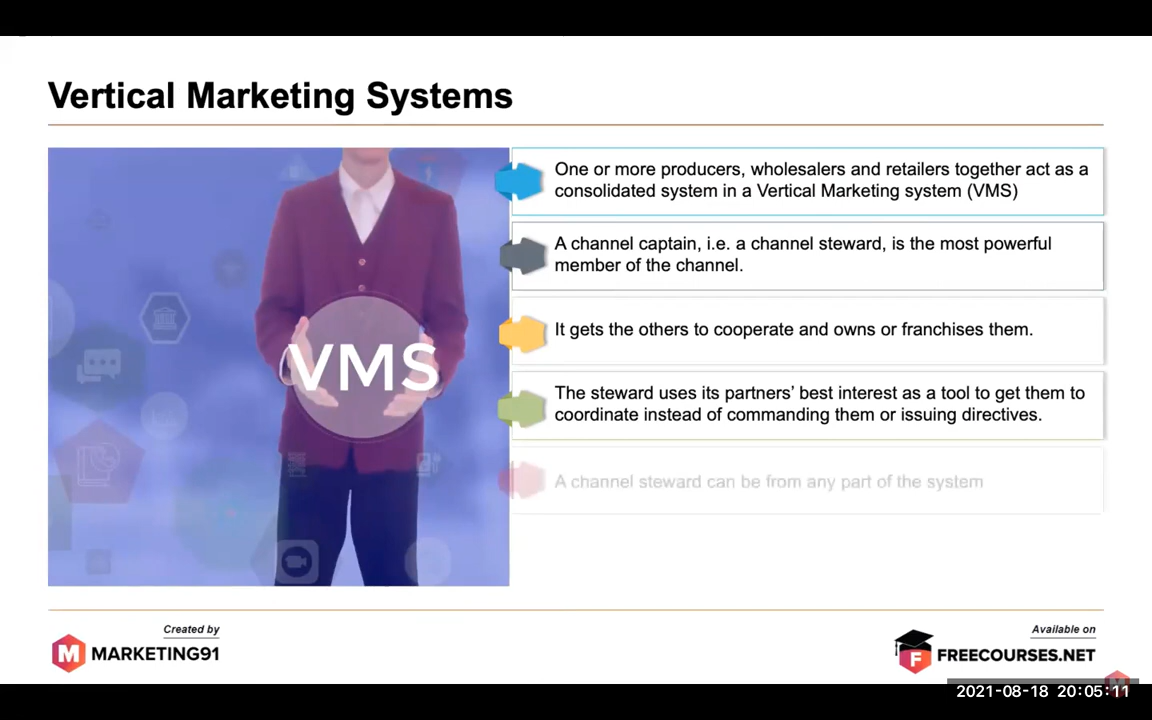 Vertical Marketing Systems
One or more producers, wholesalers and retailers together act as a
consolidated system in a Vertical Marketing system (VMS)
A channel captain, i.e. a channel steward, is the most powerful
member of the channel.
It gets the others to cooperate and owns or franchises them.
VMS
The steward uses its partners’ best interest as a tool to get them to
coordinate instead of commanding them or issuing directives.
A channel steward can be from any part of the system
Created by
M MARKETING91
Available on
F FREECOURSES.NET
2021-08-18 20:05:11